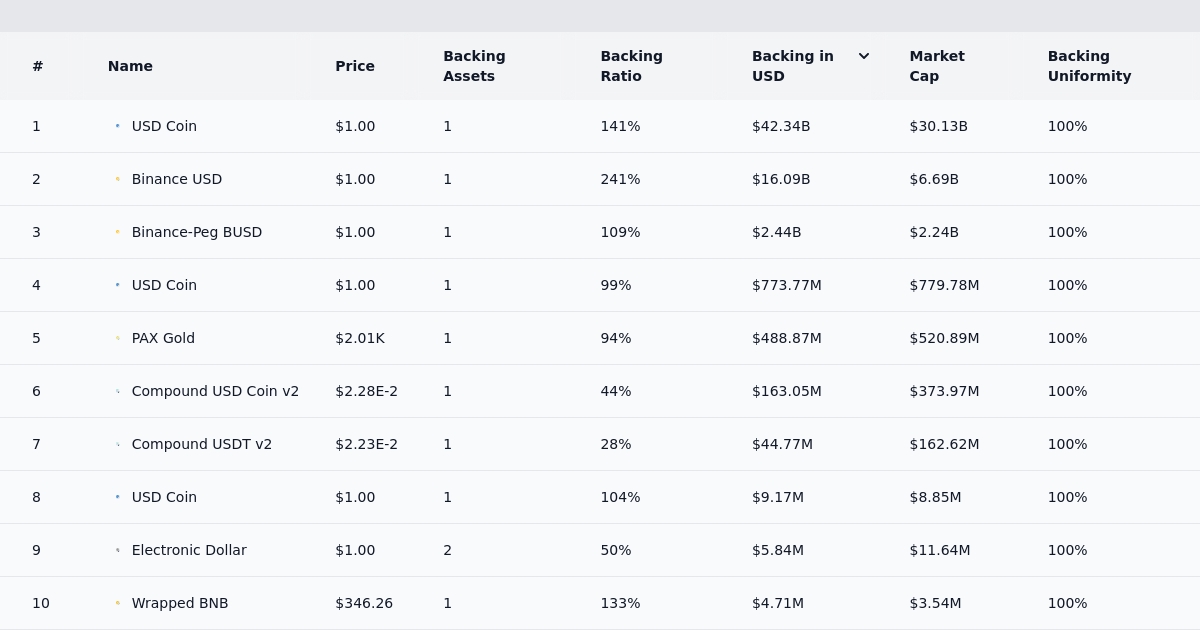 # Name Price Backing Assets Backing Ratio Backing in USD Market Cap Backing Uniformity
1 USD Coin $1.00 1 141% $42.34B $30.13B 100%
2 Binance USD $1.00 1 241% $16.09B $6.69B 100%
3 Binance-Peg BUSD $1.00 1 109% $2.44B $2.24B 100%
4 USD Coin $1.00 1 99% $773.77M $779.78M 100%
5 PAX Gold $2.01K 1 94% $488.87M $520.89M 100%
6 Compound USD Coin v2 $2.28E-2 1 44% $163.05M $373.97M 100%
7 Compound USDT v2 $2.23E-2 1 28% $44.77M $162.62M 100%
8 USD Coin $1.00 1 104% $9.17M $8.85M 100%
9 Electronic Dollar $1.00 2 50% $5.84M $11.64M 100%
10 Wrapped BNB $346.26 1 133% $4.71M $3.54M 100%